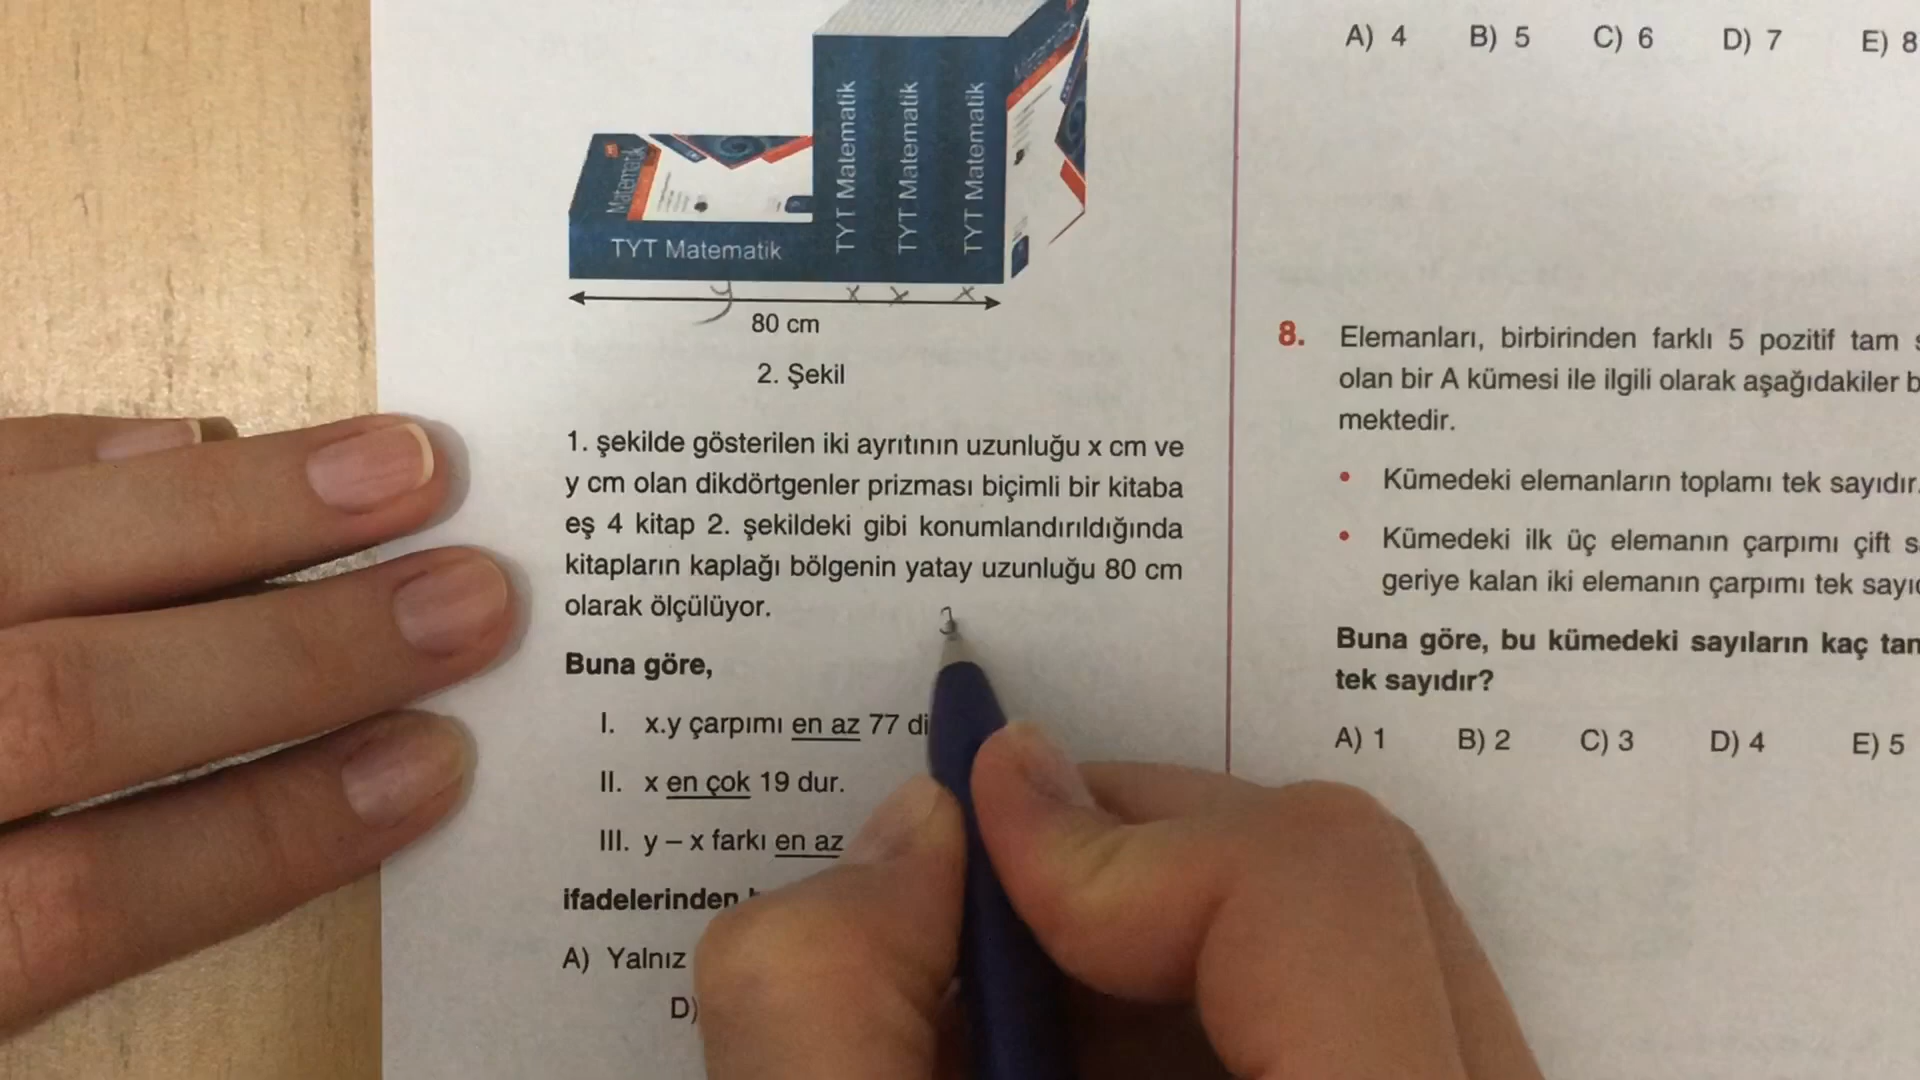 Matematik
TYT Matematik
TYT Matematik
TYT Matematik
TYT Matematik
y x x x
80 cm
2. Şekil
1. şekilde gösterilen iki ayrıtının uzunluğu x cm ve
y cm olan dikdörtgenler prizması biçimli bir kitaba
eş 4 kitap 2. şekildeki gibi konumlandırıldığında
kitapların kapladığı bölgenin yatay uzunluğu 80 cm
olarak ölçülüyor.
3
Buna göre,
I. x.y çarpımı en az 77 di
II. x en çok 19 dur.
III. y – x farkı en az
ifadelerinden
A) Yalnız
D)
A) 4 B) 5 C) 6 D) 7 E) 8
8. Elemanları, birbirinden farklı 5 pozitif tam
olan bir A kümesi ile ilgili olarak aşağıdakiler b
mektedir.
• Kümedeki elemanların toplamı tek sayıdır.
• Kümedeki ilk üç elemanın çarpımı çift s
geriye kalan iki elemanın çarpımı tek sayıd
Buna göre, bu kümedeki sayıların kaç tan
tek sayıdır?
A) 1 B) 2 C) 3 D) 4 E) 5